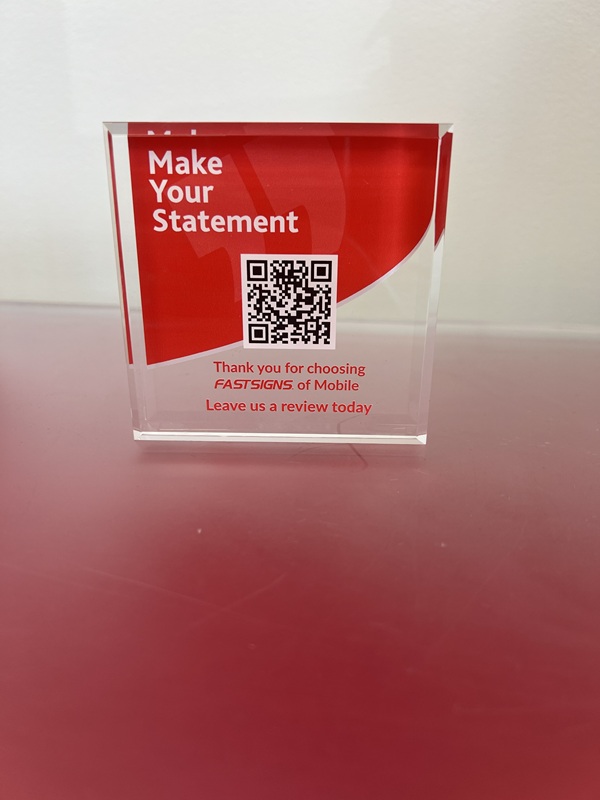 Make
Your
Statement
Thank you for choosing
FASTSIGNS. of Mobile
Leave us a review today